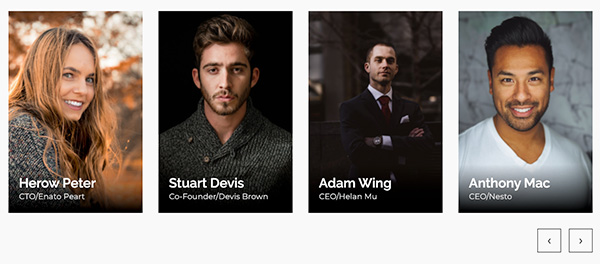 Herow Peter
CTO/Enato Peart
Stuart Devis
Co-Founder/Devis Brown
Adam Wing
CEO/Helan Mu
Anthony Mac
CEO/Nesto
‹ ›